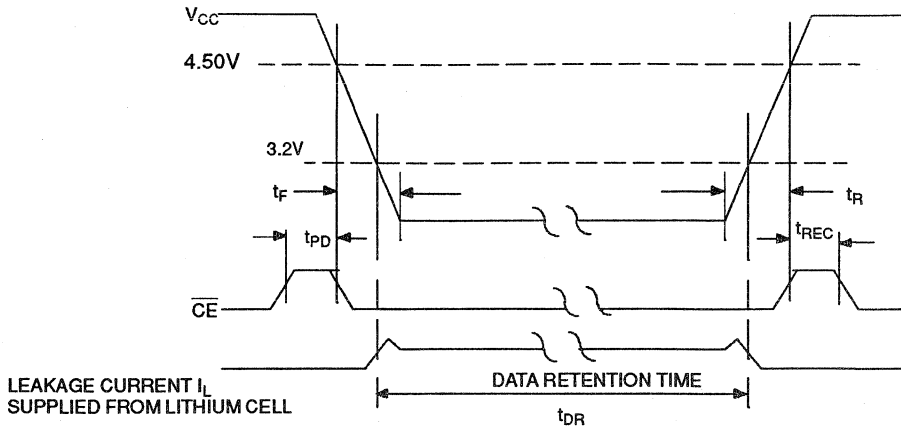 VCC
4.50V
3.2V
tF
tR
tPD
tREC
CE
LEAKAGE CURRENT IL
SUPPLIED FROM LITHIUM CELL
DATA RETENTION TIME
tDR